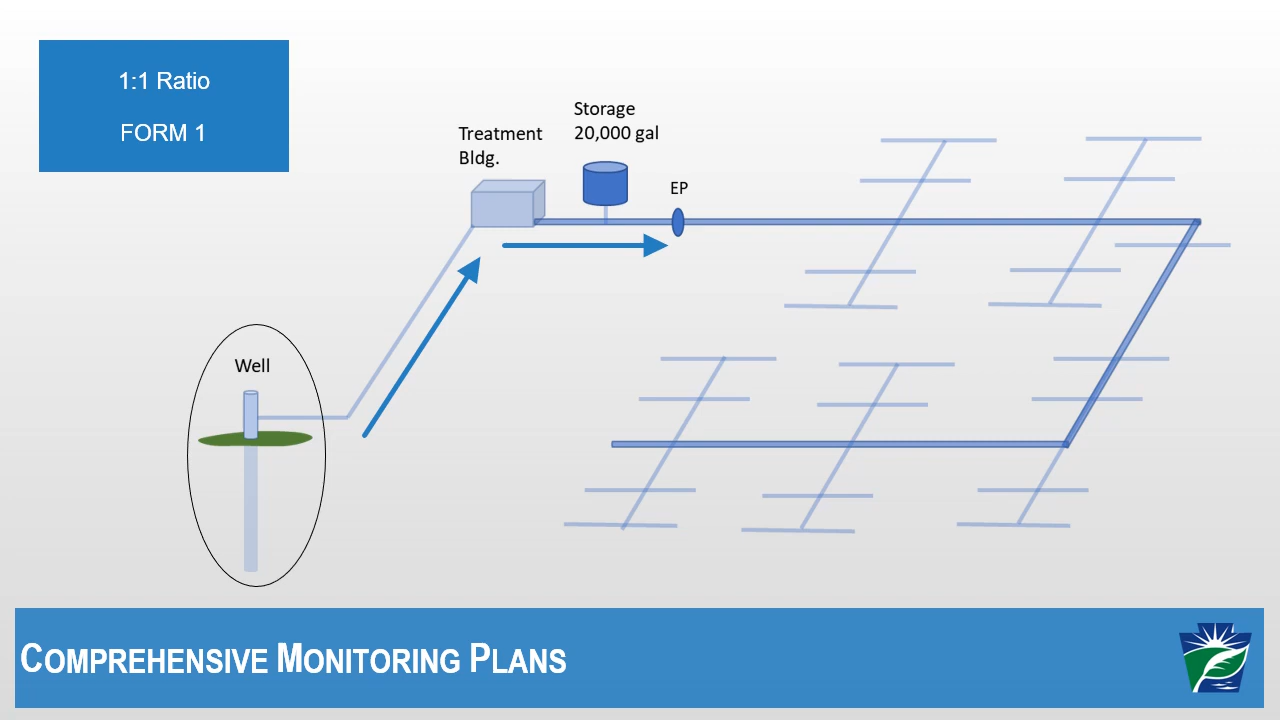 1:1 Ratio
FORM 1
Storage
20,000 gal
Treatment
Bldg.
EP
Well
COMPREHENSIVE MONITORING PLANS